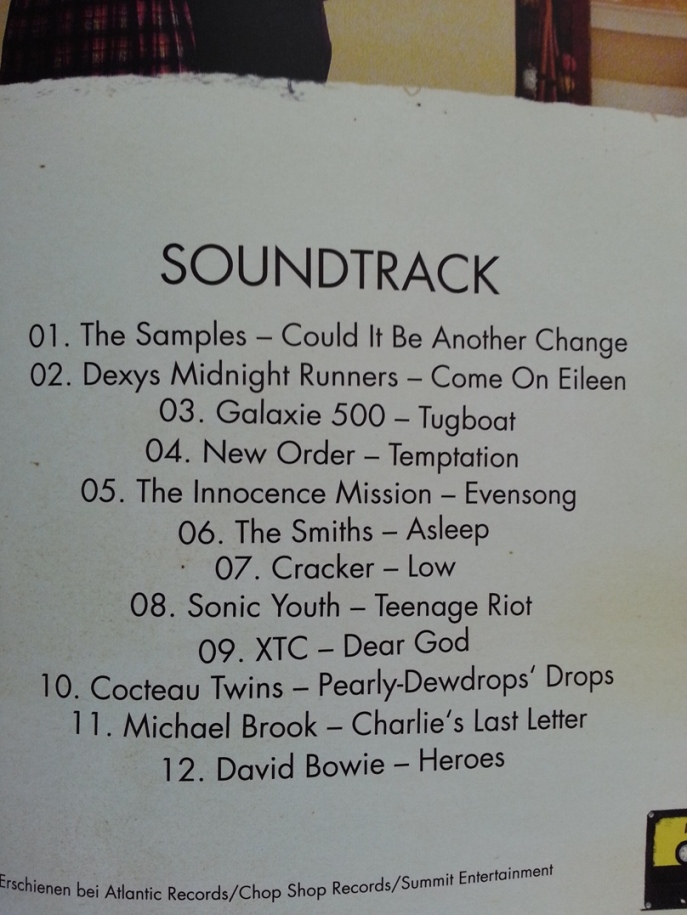 SOUNDTRACK
01. The Samples – Could It Be Another Change
02. Dexys Midnight Runners – Come On Eileen
03. Galaxie 500 – Tugboat
04. New Order – Temptation
05. The Innocence Mission – Evensong
06. The Smiths – Asleep
07. Cracker – Low
08. Sonic Youth – Teenage Riot
09. XTC – Dear God
10. Cocteau Twins – Pearly-Dewdrops’ Drops
11. Michael Brook – Charlie’s Last Letter
12. David Bowie – Heroes
Erschienen bei Atlantic Records/Chop Shop Records/Summit Entertainment